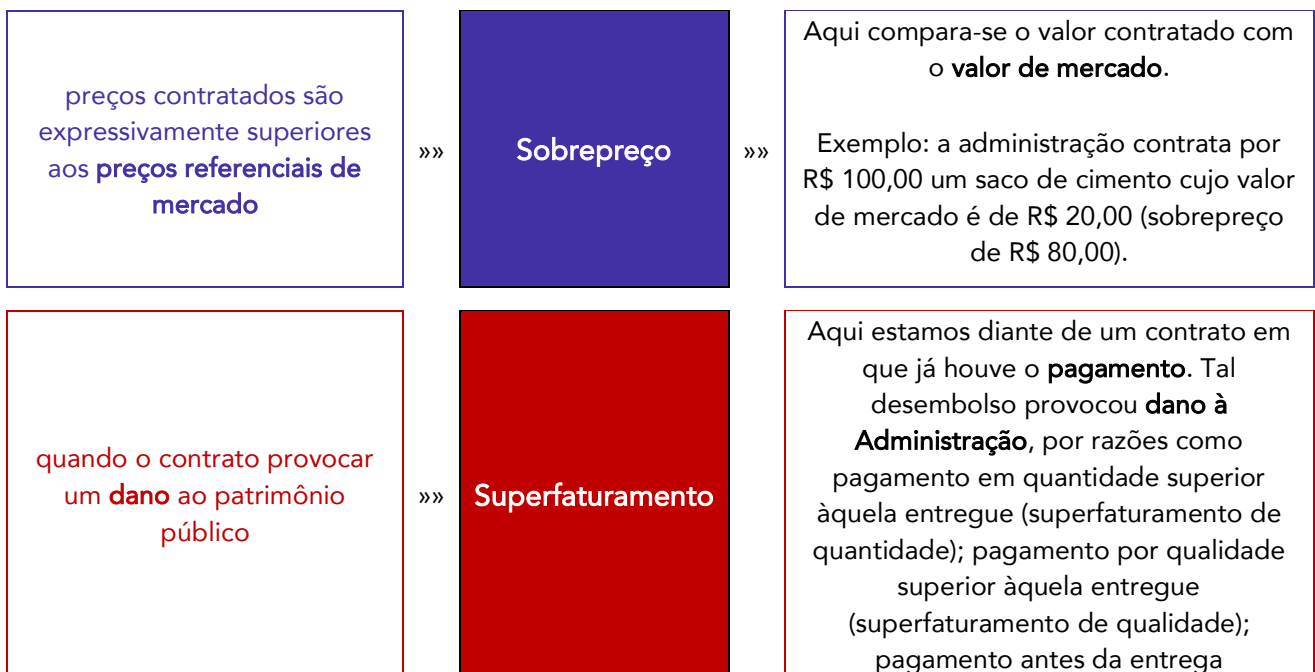 preços contratados são
expressivamente superiores
aos preços referenciais de
mercado
»»
Sobrepreço
»»
Aqui compara-se o valor contratado com
o valor de mercado.
Exemplo: a administração contrata por
R$ 100,00 um saco de cimento cujo valor
de mercado é de R$ 20,00 (sobrepreço
de R$ 80,00).
quando o contrato provocar
um dano ao patrimônio
público
»»
Superfaturamento
Aqui estamos diante de um contrato em
que já houve o pagamento. Tal
desembolso provocou dano à
Administração, por razões como
pagamento em quantidade superior
àquela entregue (superfaturamento de
quantidade); pagamento por qualidade
superior àquela entregue
(superfaturamento de qualidade);
pagamento antes da entrega